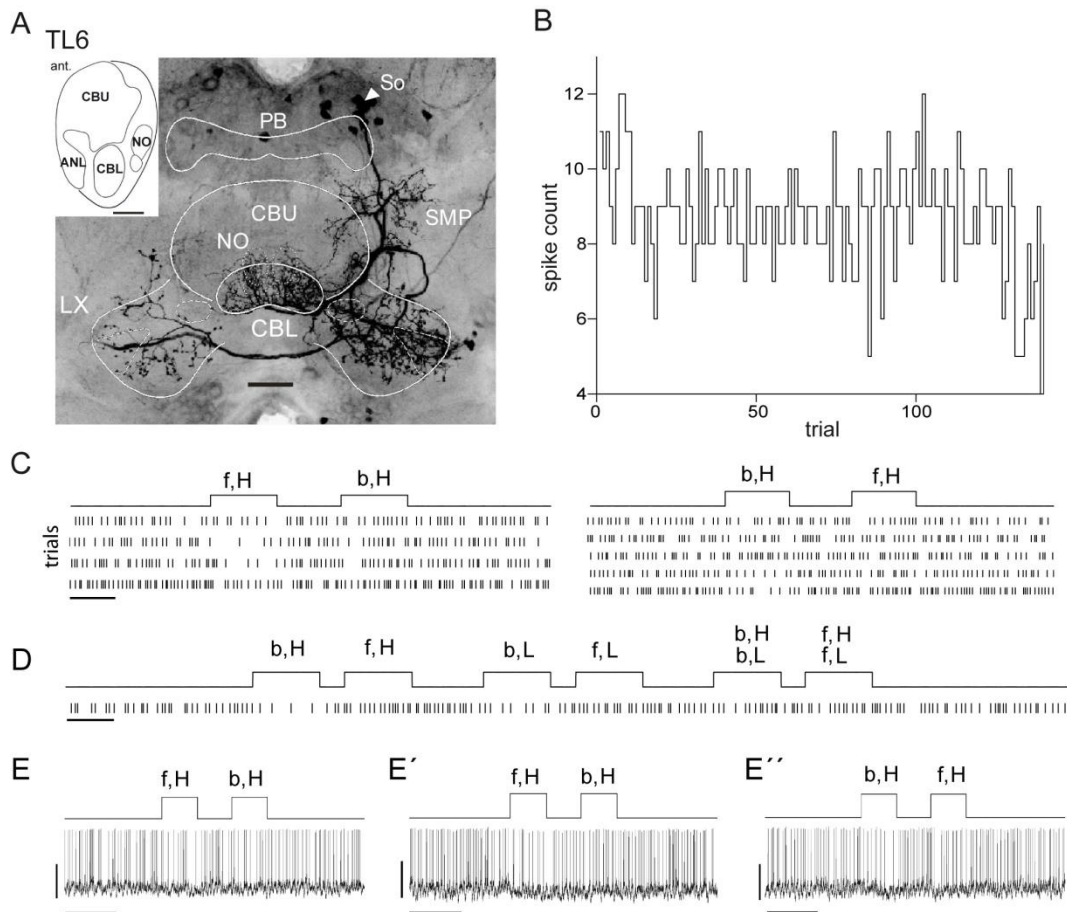 A
TL6
ant.
CBU
ANL
CBL
NO
So
PB
CBU
SMP
NO
LX
CBL
B
spike count
12
10
8
6
4
0
50
100
trial
C
f,H
b,H
b,H
f,H
trials
D
b,H
f,H
b,L
f,L
b,H
b,L
f,H
f,L
E
f,H
b,H
E´
f,H
b,H
E´´
b,H
f,H